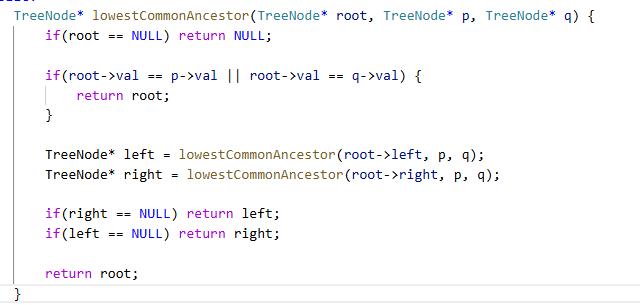 TreeNode* lowestCommonAncestor(TreeNode* root, TreeNode* p, TreeNode* q) {
if(root == NULL) return NULL;
if(root->val == p->val || root->val == q->val) {
return root;
}
TreeNode* left = lowestCommonAncestor(root->left, p, q);
TreeNode* right = lowestCommonAncestor(root->right, p, q);
if(right == NULL) return left;
if(left == NULL) return right;
return root;
}